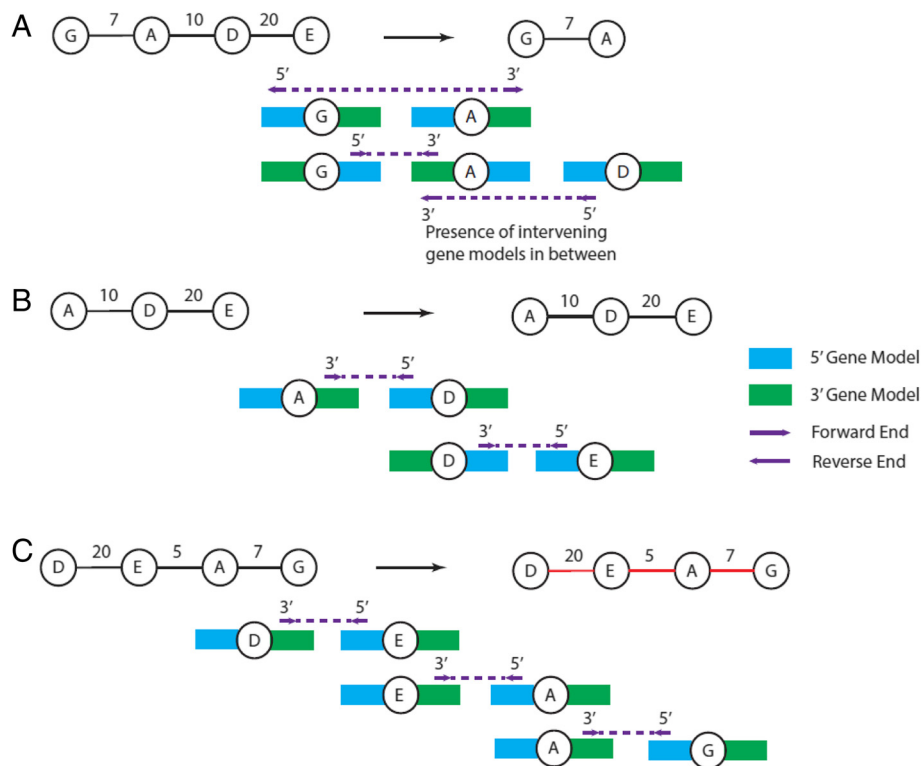 A
7 10 20
G A D E
7
G A
5′ 3′
G A
5′ 3′
G A D
3′ 5′
Presence of intervening
gene models in between
B
10 20
A D E
10 20
A D E
3′ 5′
A D
3′ 5′
D E
5′ Gene Model
3′ Gene Model
Forward End
Reverse End
C
20 5 7
D E A G
20 5 7
D E A G
3′ 5′
D E
3′ 5′
E A
3′ 5′
A G